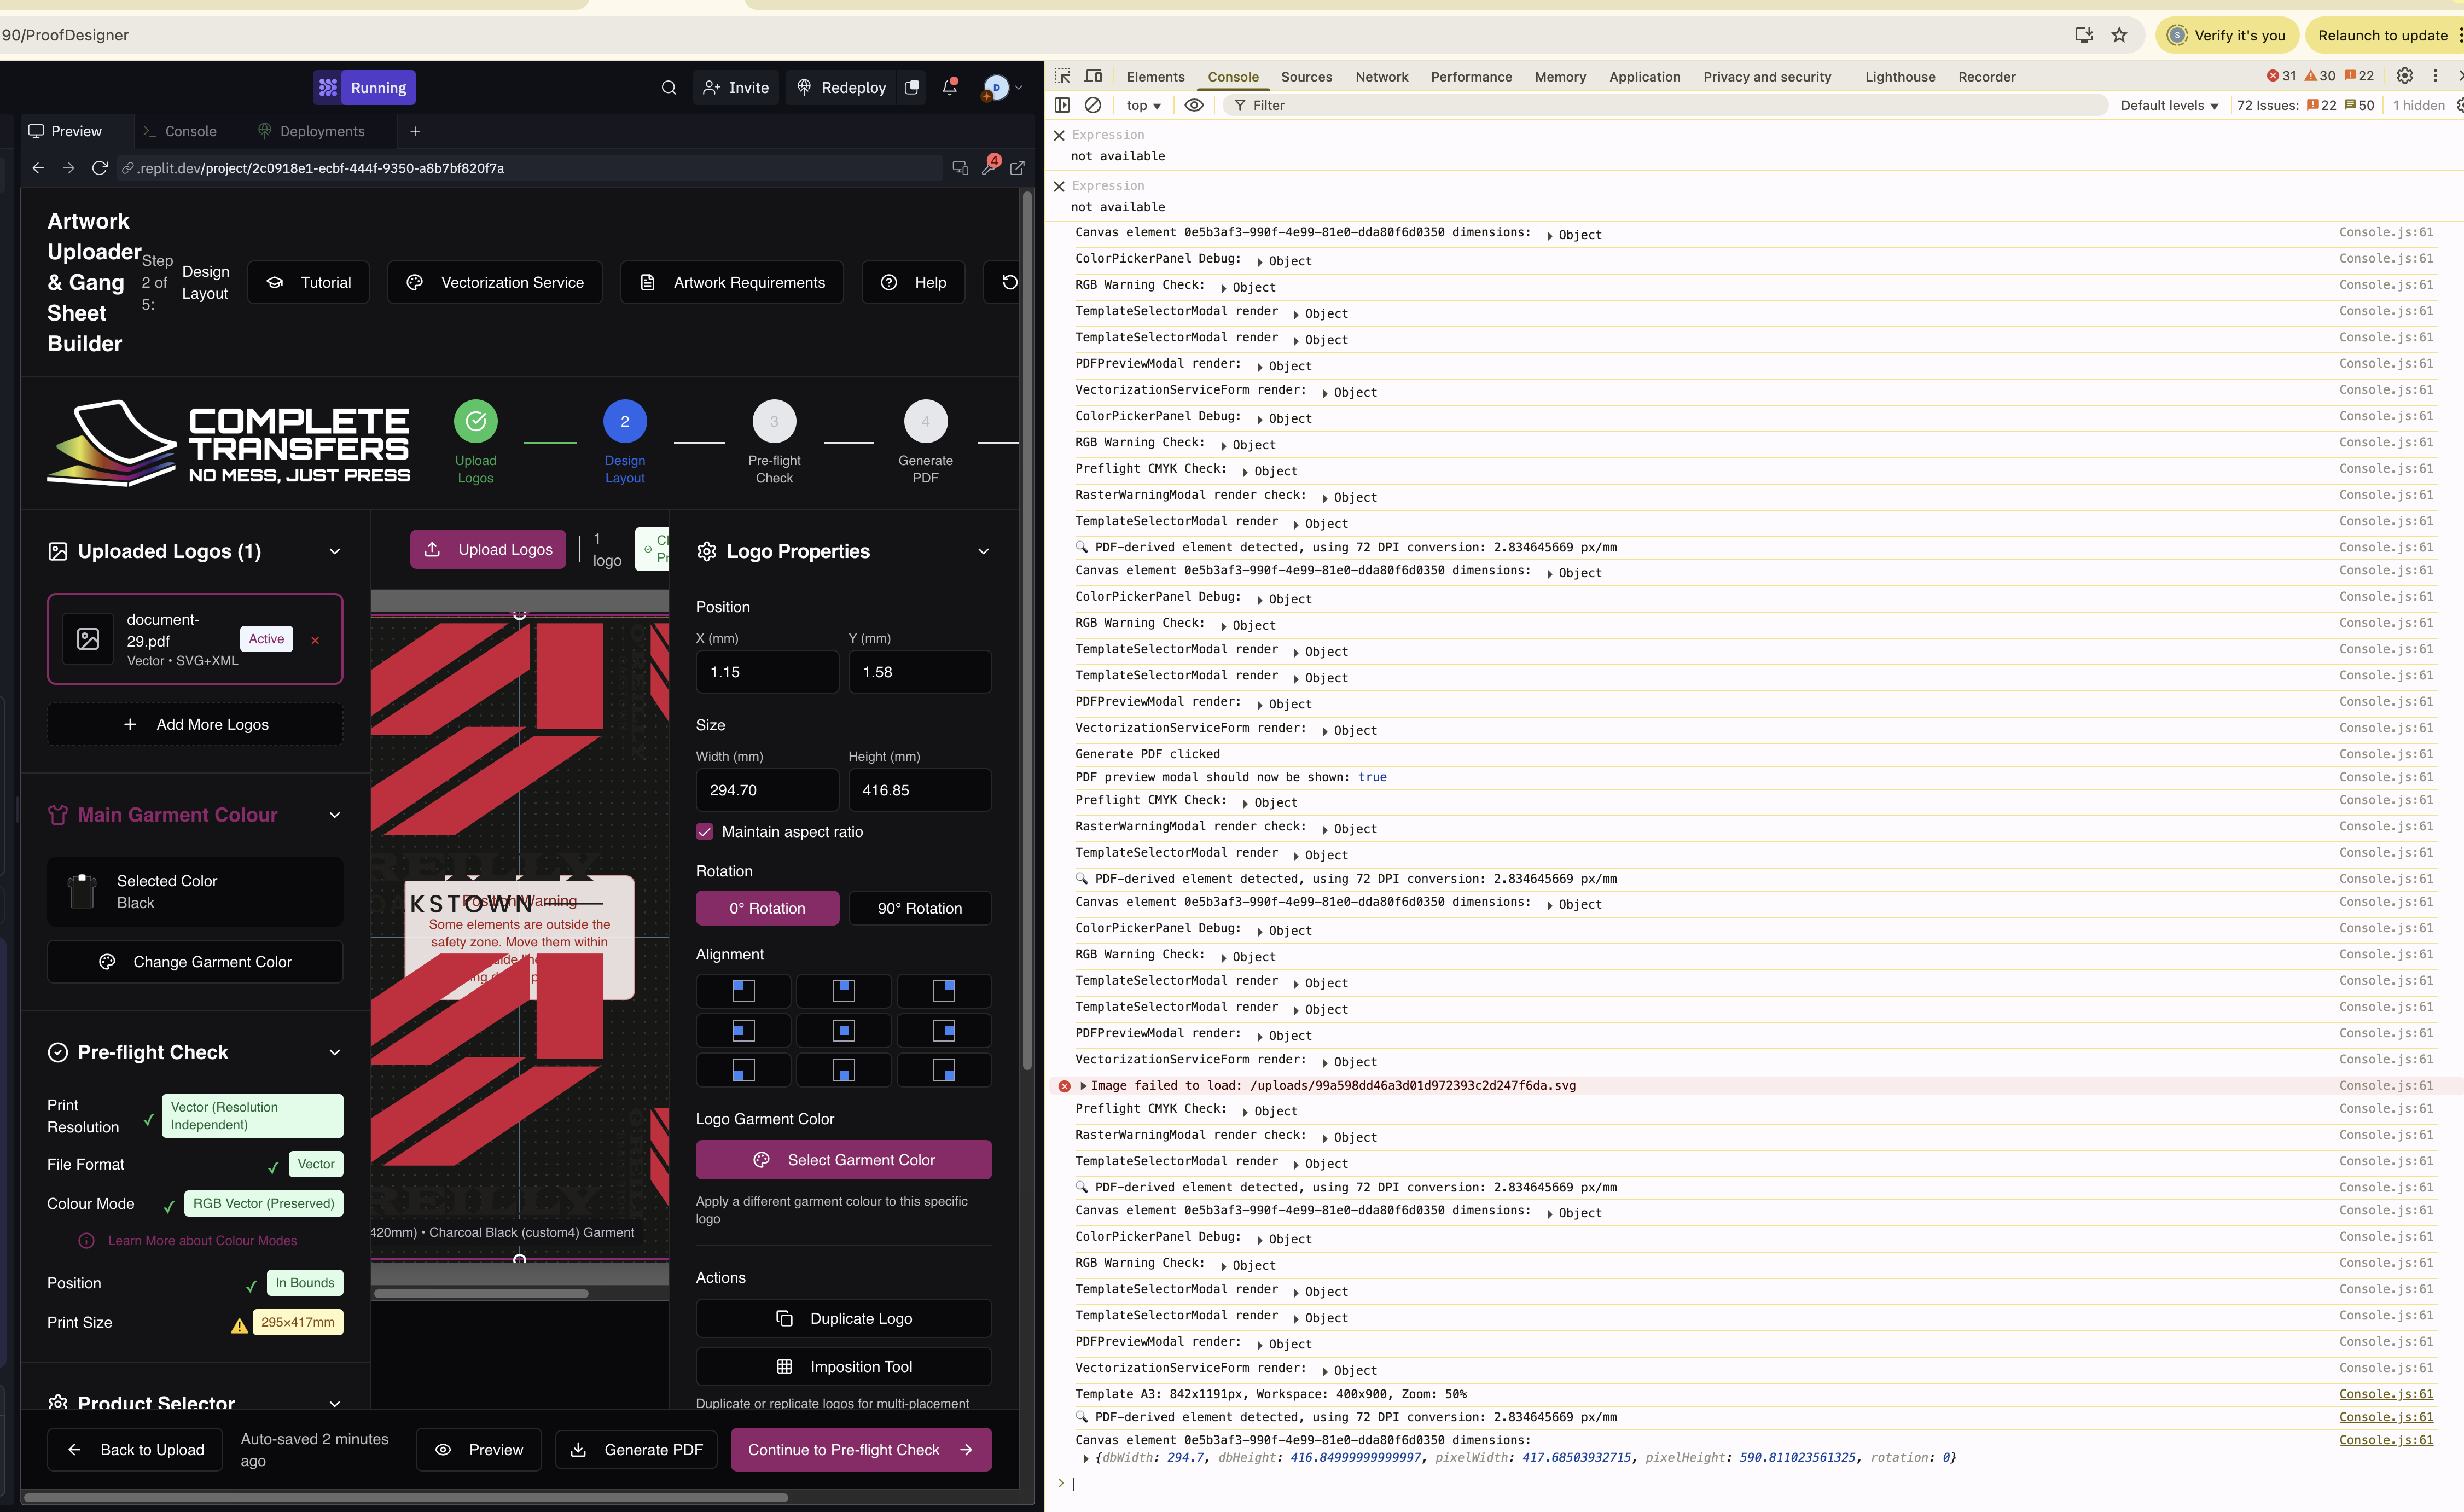 90/ProofDesigner
Verify it's you
Relaunch to update
Running
Invite
Redeploy
D
Preview
Console
Deployments
.replit.dev/project/2c0918e1-ecbf-444f-9350-a8b7bf820f7a
4
Artwork
Uploader
& Gang
Sheet
Builder
Step
2 of
5:
Design
Layout
Tutorial
Vectorization Service
Artwork Requirements
Help
COMPLETE
TRANSFERS
NO MESS, JUST PRESS
Upload
Logos
2
Design
Layout
3
Pre-flight
Check
4
Generate
PDF
Uploaded Logos (1)
document-
29.pdf
Vector • SVG+XML
Active
Add More Logos
Main Garment Colour
Selected Color
Black
Change Garment Color
Pre-flight Check
Print
Resolution
Vector (Resolution
Independent)
File Format
Vector
Colour Mode
RGB Vector (Preserved)
Learn More about Colour Modes
Position
In Bounds
Print Size
295×417mm
Product Selector
Upload Logos
1
logo
REILLY
KSTOWN
Position Warning
Some elements are outside the
safety zone. Move them within
REILLY
420mm) • Charcoal Black (custom4) Garment
Logo Properties
Position
X (mm)
Y (mm)
1.15
1.58
Size
Width (mm)
Height (mm)
294.70
416.85
Maintain aspect ratio
Rotation
0° Rotation
90° Rotation
Alignment
Logo Garment Color
Select Garment Color
Apply a different garment colour to this specific
logo
Actions
Duplicate Logo
Imposition Tool
Duplicate or replicate logos for multi-placement
Back to Upload
Auto-saved 2 minutes
ago
Preview
Generate PDF
Continue to Pre-flight Check
Elements
Console
Sources
Network
Performance
Memory
Application
Privacy and security
Lighthouse
Recorder
31
30
22
top
Filter
Default levels
72 Issues:
22
50
1 hidden
Expression
not available
Expression
not available
Canvas element 0e5b3af3-990f-4e99-81e0-dda80f6d0350 dimensions: Object Console.js:61
ColorPickerPanel Debug: Object Console.js:61
RGB Warning Check: Object Console.js:61
TemplateSelectorModal render Object Console.js:61
TemplateSelectorModal render Object Console.js:61
PDFPreviewModal render: Object Console.js:61
VectorizationServiceForm render: Object Console.js:61
ColorPickerPanel Debug: Object Console.js:61
RGB Warning Check: Object Console.js:61
Preflight CMYK Check: Object Console.js:61
RasterWarningModal render check: Object Console.js:61
TemplateSelectorModal render Object Console.js:61
PDF-derived element detected, using 72 DPI conversion: 2.834645669 px/mm Console.js:61
Canvas element 0e5b3af3-990f-4e99-81e0-dda80f6d0350 dimensions: Object Console.js:61
ColorPickerPanel Debug: Object Console.js:61
RGB Warning Check: Object Console.js:61
TemplateSelectorModal render Object Console.js:61
TemplateSelectorModal render Object Console.js:61
PDFPreviewModal render: Object Console.js:61
VectorizationServiceForm render: Object Console.js:61
Generate PDF clicked Console.js:61
PDF preview modal should now be shown: true Console.js:61
Preflight CMYK Check: Object Console.js:61
RasterWarningModal render check: Object Console.js:61
TemplateSelectorModal render Object Console.js:61
PDF-derived element detected, using 72 DPI conversion: 2.834645669 px/mm Console.js:61
Canvas element 0e5b3af3-990f-4e99-81e0-dda80f6d0350 dimensions: Object Console.js:61
ColorPickerPanel Debug: Object Console.js:61
RGB Warning Check: Object Console.js:61
TemplateSelectorModal render Object Console.js:61
TemplateSelectorModal render Object Console.js:61
PDFPreviewModal render: Object Console.js:61
VectorizationServiceForm render: Object Console.js:61
Image failed to load: /uploads/99a598dd46a3d01d972393c2d247f6da.svg Console.js:61
Preflight CMYK Check: Object Console.js:61
RasterWarningModal render check: Object Console.js:61
TemplateSelectorModal render Object Console.js:61
PDF-derived element detected, using 72 DPI conversion: 2.834645669 px/mm Console.js:61
Canvas element 0e5b3af3-990f-4e99-81e0-dda80f6d0350 dimensions: Object Console.js:61
ColorPickerPanel Debug: Object Console.js:61
RGB Warning Check: Object Console.js:61
TemplateSelectorModal render Object Console.js:61
TemplateSelectorModal render Object Console.js:61
PDFPreviewModal render: Object Console.js:61
VectorizationServiceForm render: Object Console.js:61
Template A3: 842x1191px, Workspace: 400x900, Zoom: 50% Console.js:61
PDF-derived element detected, using 72 DPI conversion: 2.834645669 px/mm Console.js:61
Canvas element 0e5b3af3-990f-4e99-81e0-dda80f6d0350 dimensions: Console.js:61
{dbWidth: 294.7, dbHeight: 416.84999999999997, pixelWidth: 417.68503932715, pixelHeight: 590.811023561325, rotation: 0}